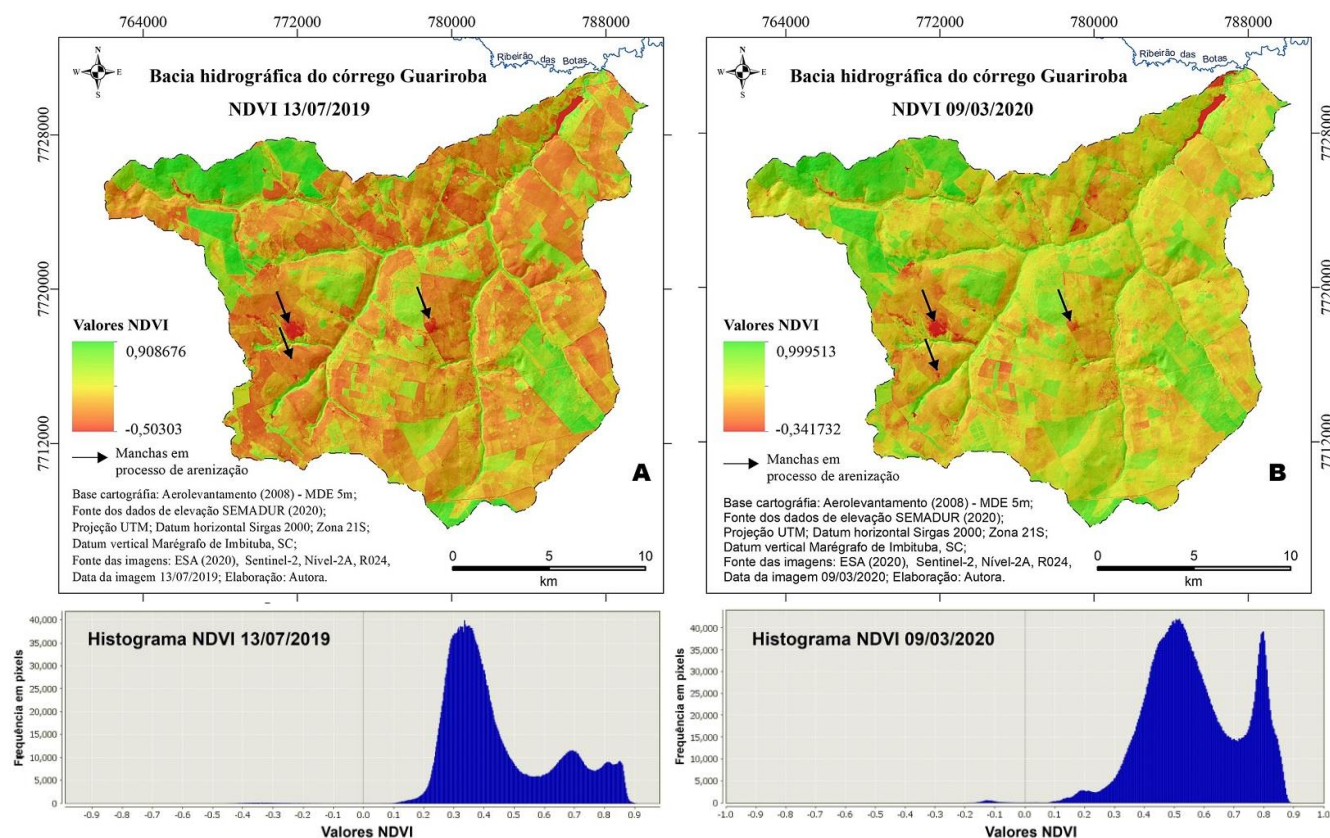 764000 772000 780000 788000
N
W E
S
Ribeirão das Botas
Bacia hidrográfica do córrego Guariroba
NDVI 13/07/2019
7728000
7720000
7712000
Valores NDVI
0,908676
-0,50303
Manchas em
processo de arenização
A
Base cartográfia: Aerolevantamento (2008) - MDE 5m;
Fonte dos dados de elevação SEMADUR (2020);
Projeção UTM; Datum horizontal Sirgas 2000; Zona 21S;
Datum vertical Marégrafo de Imbituba, SC;
Fonte das imagens: ESA (2020), Sentinel-2, Nível-2A, R024,
Data da imagem 13/07/2019; Elaboração: Autora.
0 5 10
km
764000 772000 780000 788000
N
W E
S
Ribeirão das Botas
Bacia hidrográfica do córrego Guariroba
NDVI 09/03/2020
7728000
7720000
7712000
Valores NDVI
0,999513
-0,341732
Manchas em
processo de arenização
B
Base cartográfia: Aerolevantamento (2008) - MDE 5m;
Fonte dos dados de elevação SEMADUR (2020);
Projeção UTM; Datum horizontal Sirgas 2000; Zona 21S;
Datum vertical Marégrafo de Imbituba, SC;
Fonte das imagens: ESA (2020), Sentinel-2, Nível-2A, R024,
Data da imagem 09/03/2020; Elaboração: Autora.
0 5 10
km
7728000
7720000
7712000
Histograma NDVI 13/07/2019
Frequência em pixels
40,000
35,000
30,000
25,000
20,000
15,000
10,000
5,000
0
-0.9 -0.8 -0.7 -0.6 -0.5 -0.4 -0.3 -0.2 -0.1 0.0 0.1 0.2 0.3 0.4 0.5 0.6 0.7 0.8 0.9
Valores NDVI
Histograma NDVI 09/03/2020
Frequência em pixels
40,000
35,000
30,000
25,000
20,000
15,000
10,000
5,000
0
-1.0 -0.9 -0.8 -0.7 -0.6 -0.5 -0.4 -0.3 -0.2 -0.1 0.0 0.1 0.2 0.3 0.4 0.5 0.6 0.7 0.8 0.9 1.0
Valores NDVI